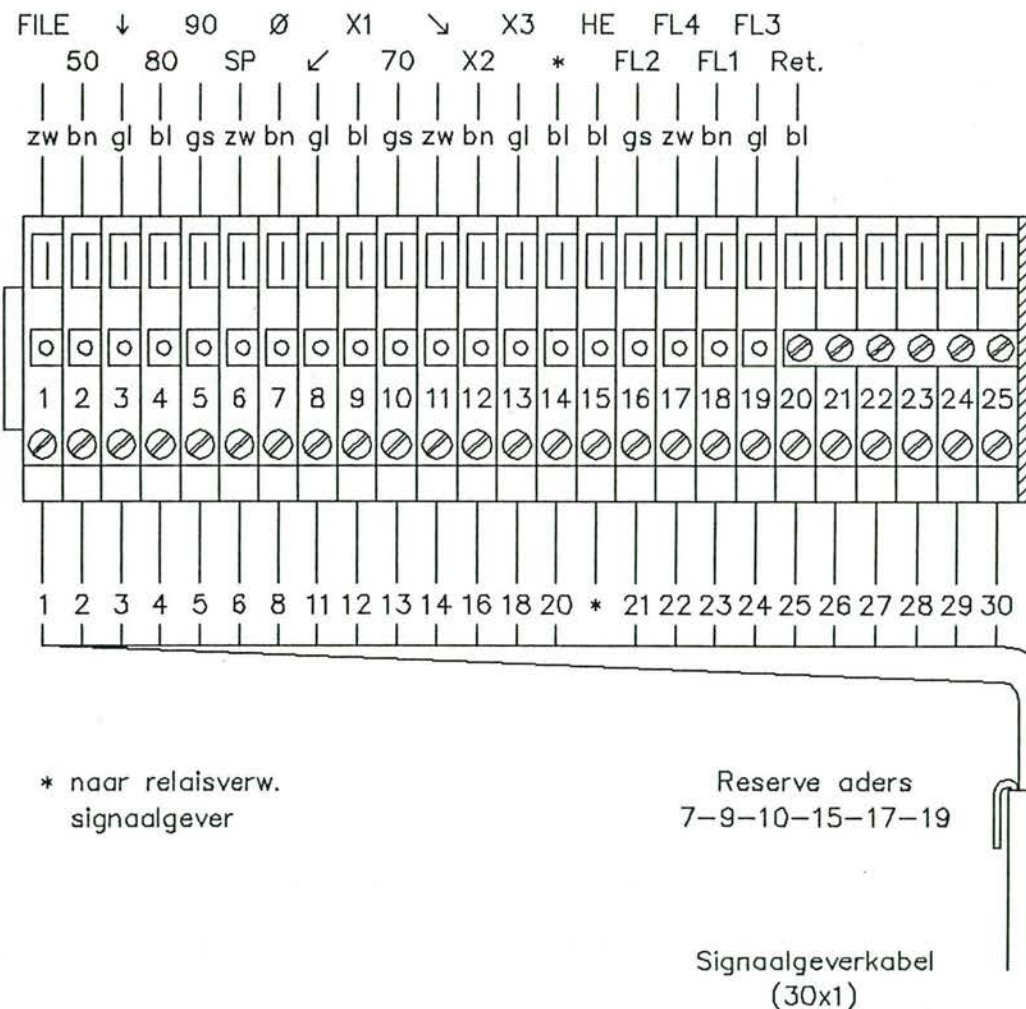 FILE ↓ 90 Ø X1 ↘ X3 HE FL4 FL3
50 80 SP ↙ 70 X2 * FL2 FL1 Ret.
zw bn gl bl gs zw bn gl bl gs zw bn gl bl bl gs zw bn gl bl
1 2 3 4 5 6 7 8 9 10 11 12 13 14 15 16 17 18 19 20 21 22 23 24 25
1 2 3 4 5 6 8 11 12 13 14 16 18 20 * 21 22 23 24 25 26 27 28 29 30
* naar relaisverw.
signaalgever
Reserve aders
7-9-10-15-17-19
Signaalgeverkabel
(30x1)